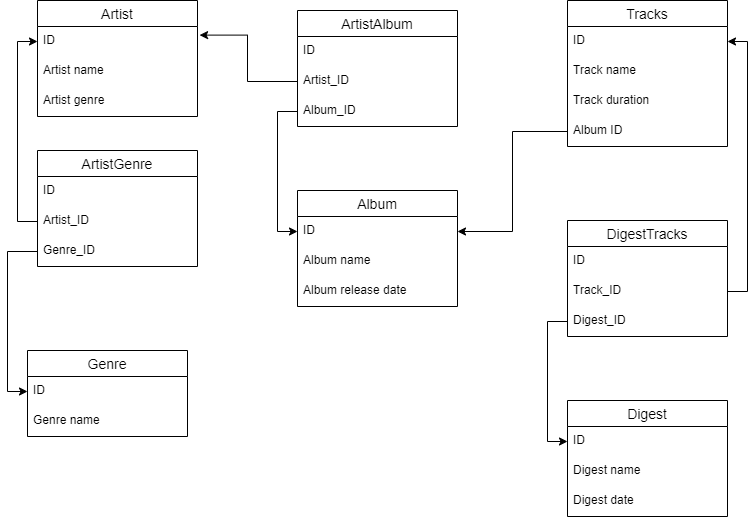 Artist
ID
Artist name
Artist genre
ArtistGenre
ID
Artist_ID
Genre_ID
Genre
ID
Genre name
ArtistAlbum
ID
Artist_ID
Album_ID
Album
ID
Album name
Album release date
Tracks
ID
Track name
Track duration
Album ID
DigestTracks
ID
Track_ID
Digest_ID
Digest
ID
Digest name
Digest date